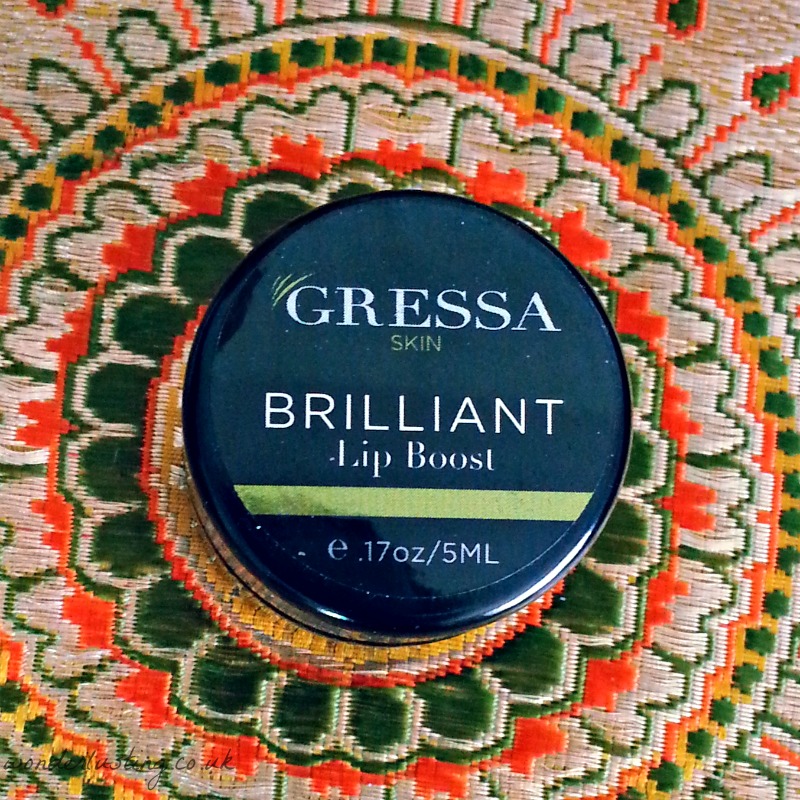 GRESSA
SKIN
BRILLIANT
Lip Boost
e .17oz/5ML
wonderlusting.co.uk